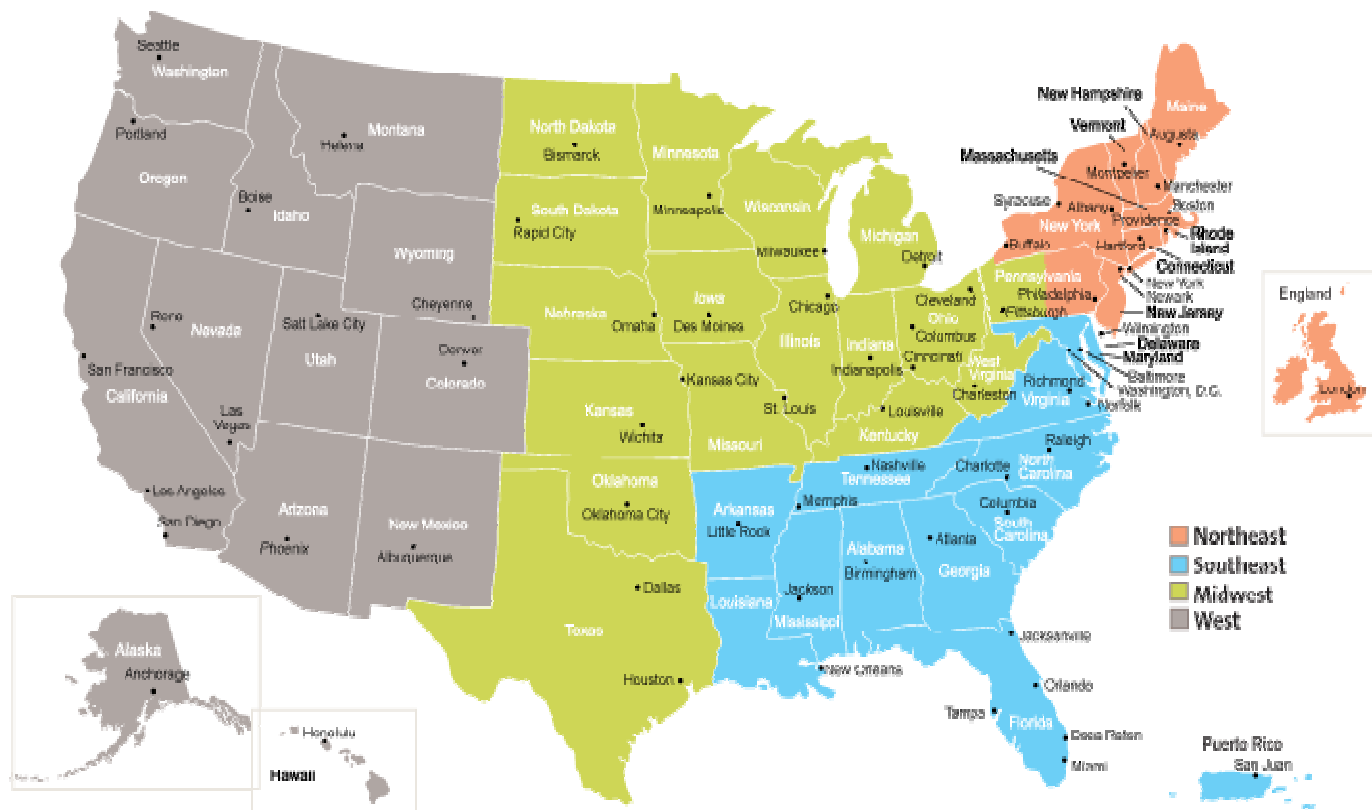 Seattle
Washington
Portland
Oregon
Boise
Idaho
Helena
Montana
Wyoming
Cheyenne
Reno
Nevada
Las
Vegas
Salt Lake City
Utah
Denver
Colorado
San Francisco
California
Los Angeles
San Diego
Arizona
Phoenix
New Mexico
Albuquerque
North Dakota
Bismarck
South Dakota
Rapid City
Nebraska
Omaha
Kansas
Wichita
Oklahoma
Oklahoma City
Texas
Dallas
Houston
Minnesota
Minneapolis
Iowa
Des Moines
Kansas City
St. Louis
Missouri
Wisconsin
Milwaukee
Chicago
Illinois
Michigan
Detroit
Indiana
Indianapolis
Cleveland
Ohio
Columbus
Cincinnati
West
Virginia
Charleston
Louisville
Kentucky
Pennsylvania
Philadelphia
Pittsburgh
New Hampshire
Vermont
Massachusetts
Maine
Augusta
Montpelier
Manchester
Syracuse
Albany
Boston
Providence
New York
Buffalo
Hartford
Rhode
Island
Connecticut
New York
Newark
New Jersey
Wilmington
Delaware
Maryland
Baltimore
Washington, D.C.
Richmond
Virginia
Norfolk
Raleigh
North
Carolina
Charlotte
Nashville
Tennessee
Memphis
Arkansas
Little Rock
Columbia
South
Carolina
Alabama
Birmingham
Atlanta
Georgia
Louisiana
Jackson
Mississippi
New Orleans
Jacksonville
Orlando
Tampa
Florida
Boca Raton
Miami
Puerto Rico
San Juan
England
London
Northeast
Southeast
Midwest
West
Alaska
Anchorage
Honolulu
Hawaii